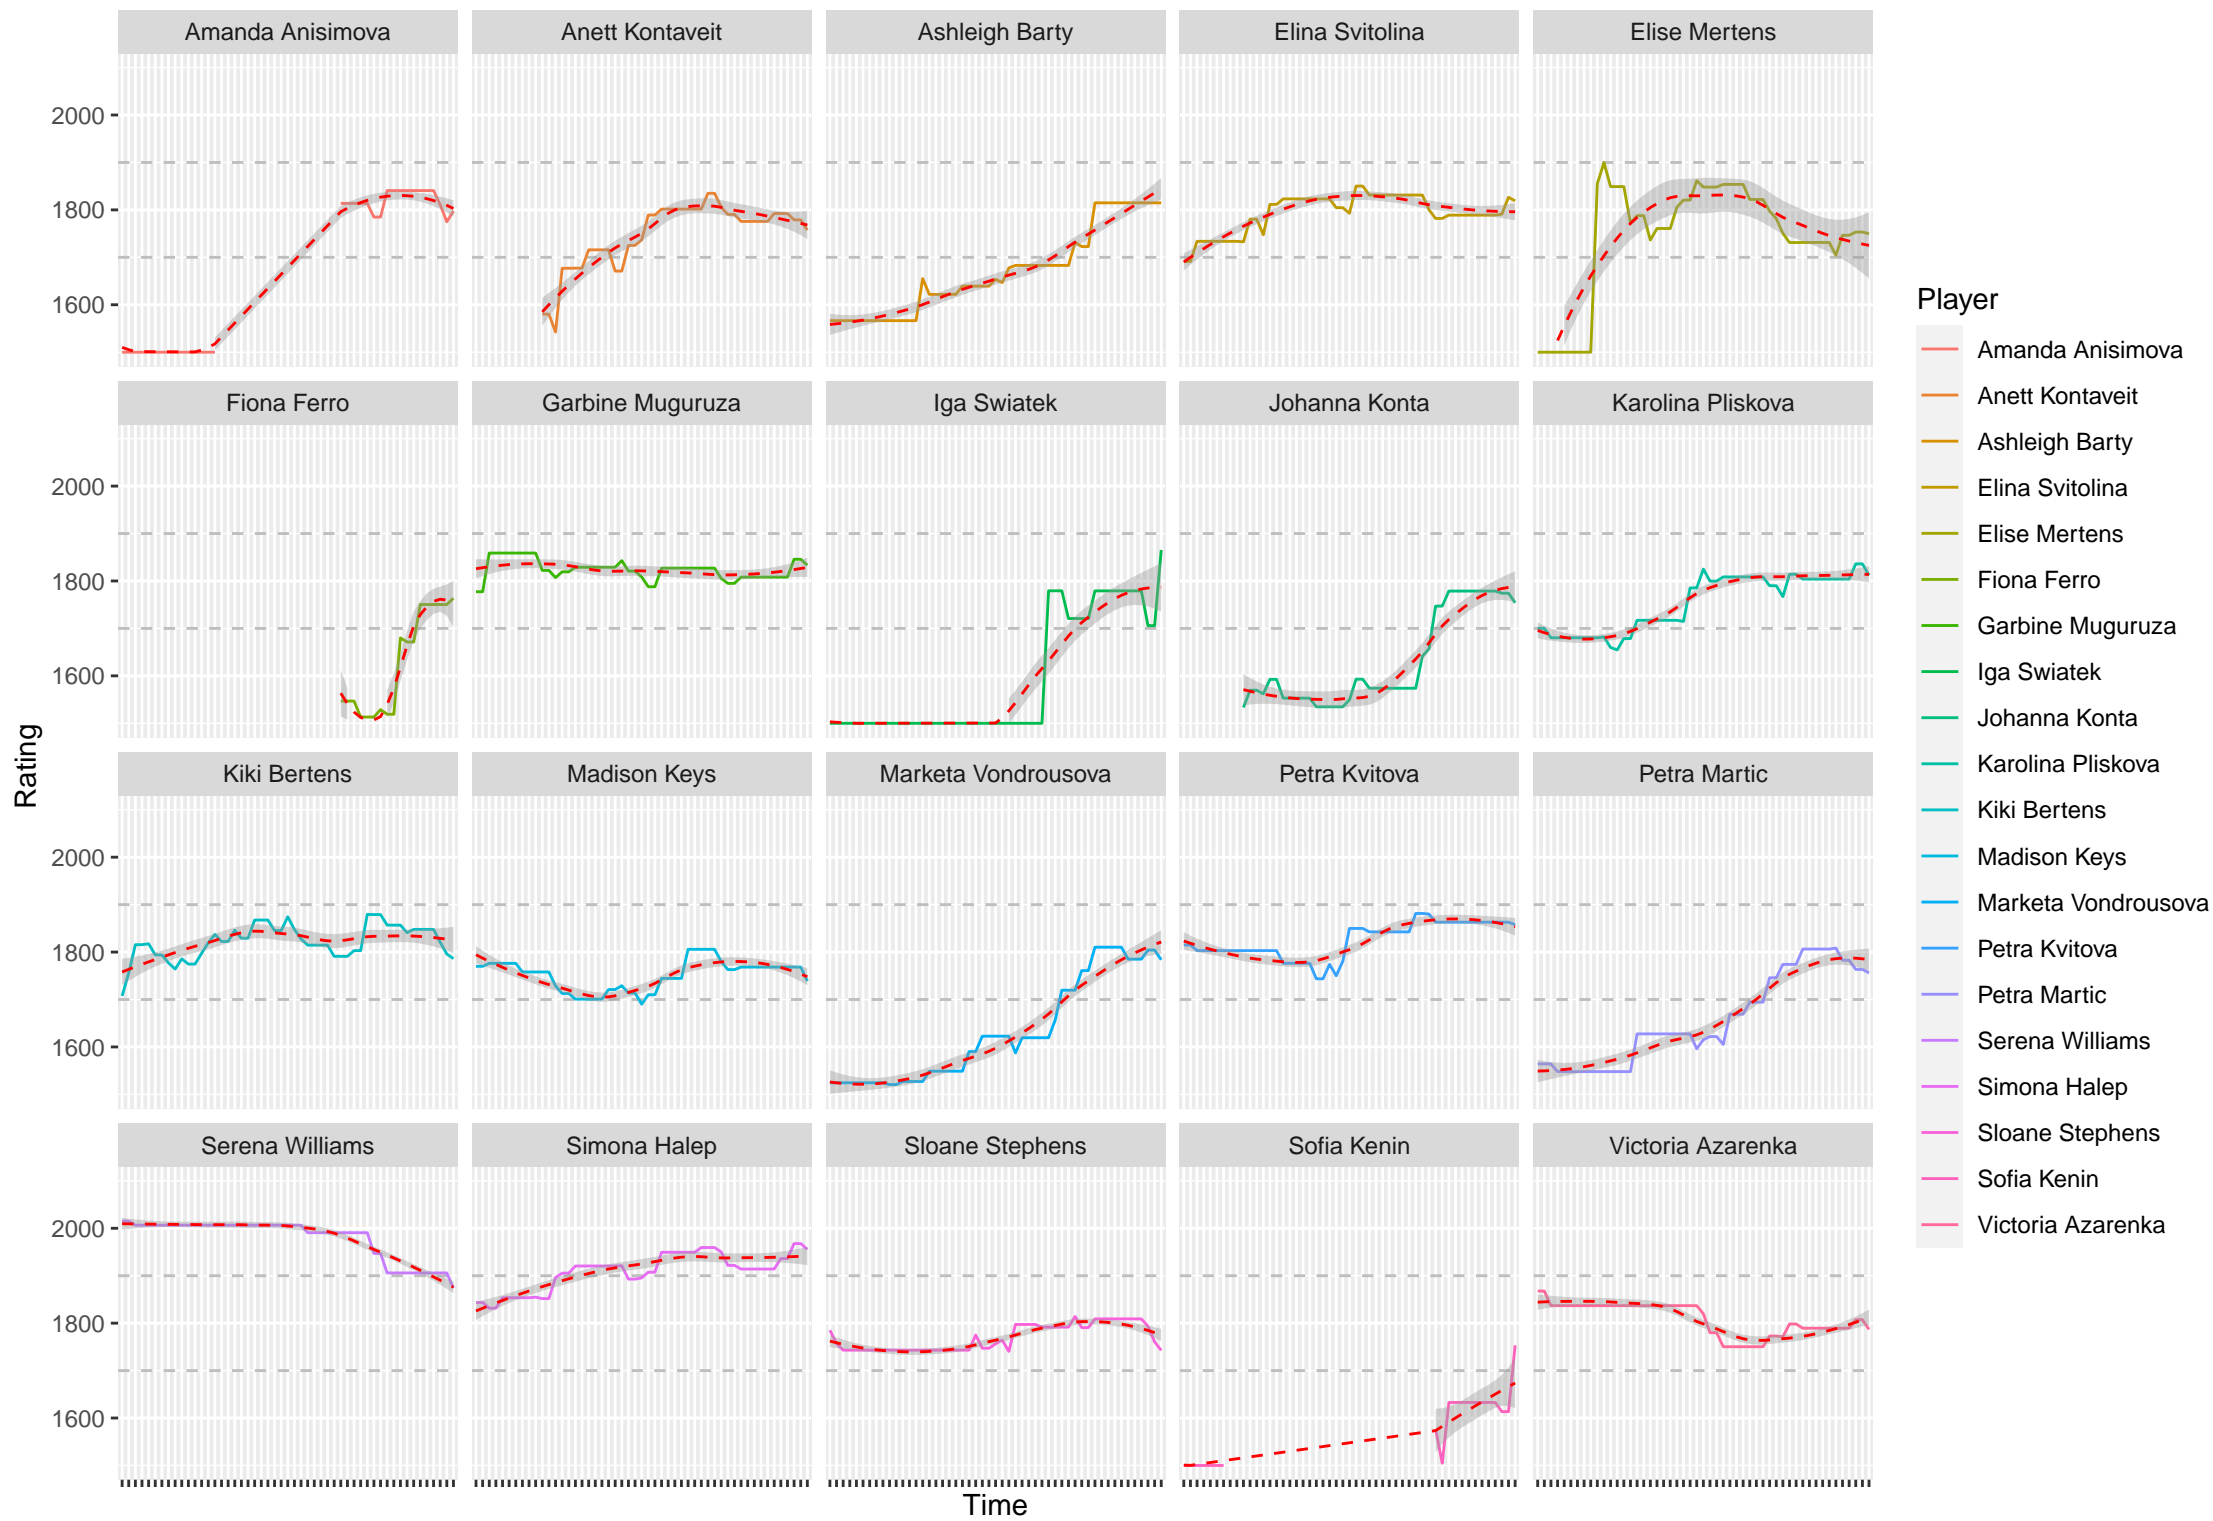 Amanda Anisimova
Anett Kontaveit
Ashleigh Barty
Elina Svitolina
Elise Mertens
2000
1800
1600
Fiona Ferro
Garbine Muguruza
Iga Swiatek
Johanna Konta
Karolina Pliskova
2000
1800
1600
Kiki Bertens
Madison Keys
Marketa Vondrousova
Petra Kvitova
Petra Martic
2000
1800
1600
Serena Williams
Simona Halep
Sloane Stephens
Sofia Kenin
Victoria Azarenka
2000
1800
1600
Rating
Time
Player
Amanda Anisimova
Anett Kontaveit
Ashleigh Barty
Elina Svitolina
Elise Mertens
Fiona Ferro
Garbine Muguruza
Iga Swiatek
Johanna Konta
Karolina Pliskova
Kiki Bertens
Madison Keys
Marketa Vondrousova
Petra Kvitova
Petra Martic
Serena Williams
Simona Halep
Sloane Stephens
Sofia Kenin
Victoria Azarenka